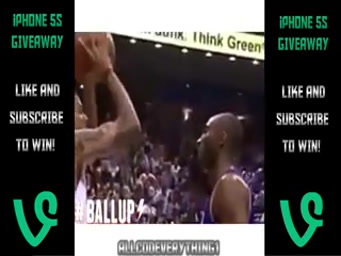 iPHONE 5S
GIVEAWAY
LIKE AND
SUBSCRIBE
TO WIN!
Think Green
BALLUP
ALLCODEVERYTHING1
iPHONE 5S
GIVEAWAY
LIKE AND
SUBSCRIBE
TO WIN!